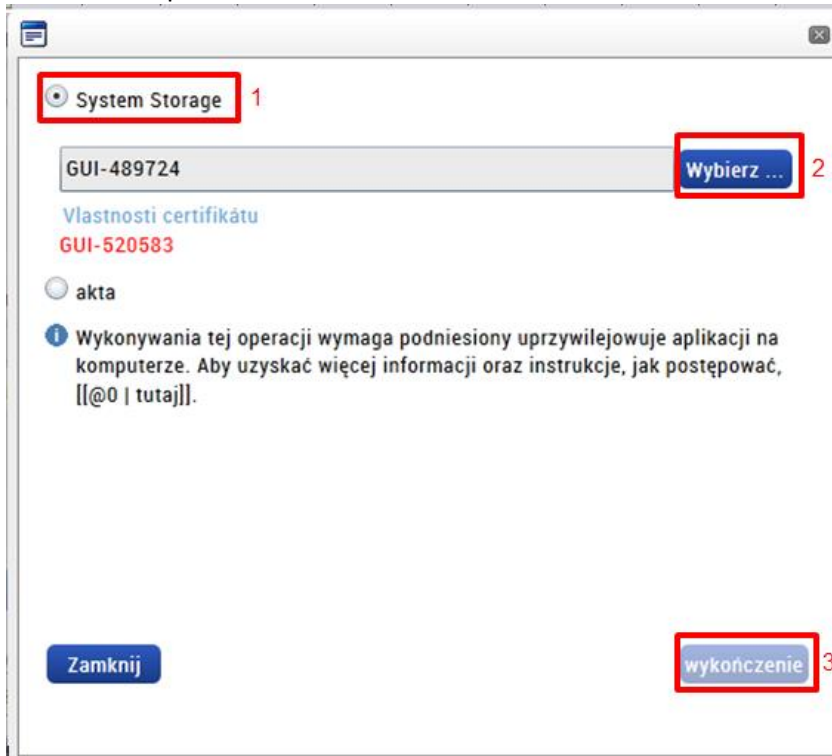 System Storage 1
GUI-489724 Wybierz ... 2
Vlastnosti certifikátu
GUI-520583
akta
Wykonywania tej operacji wymaga podniesiony uprzywilejowuje aplikacji na
komputerze. Aby uzyskać więcej informacji oraz instrukcje, jak postępować,
[[@0 | tutaj]].
Zamknij wykończenie 3